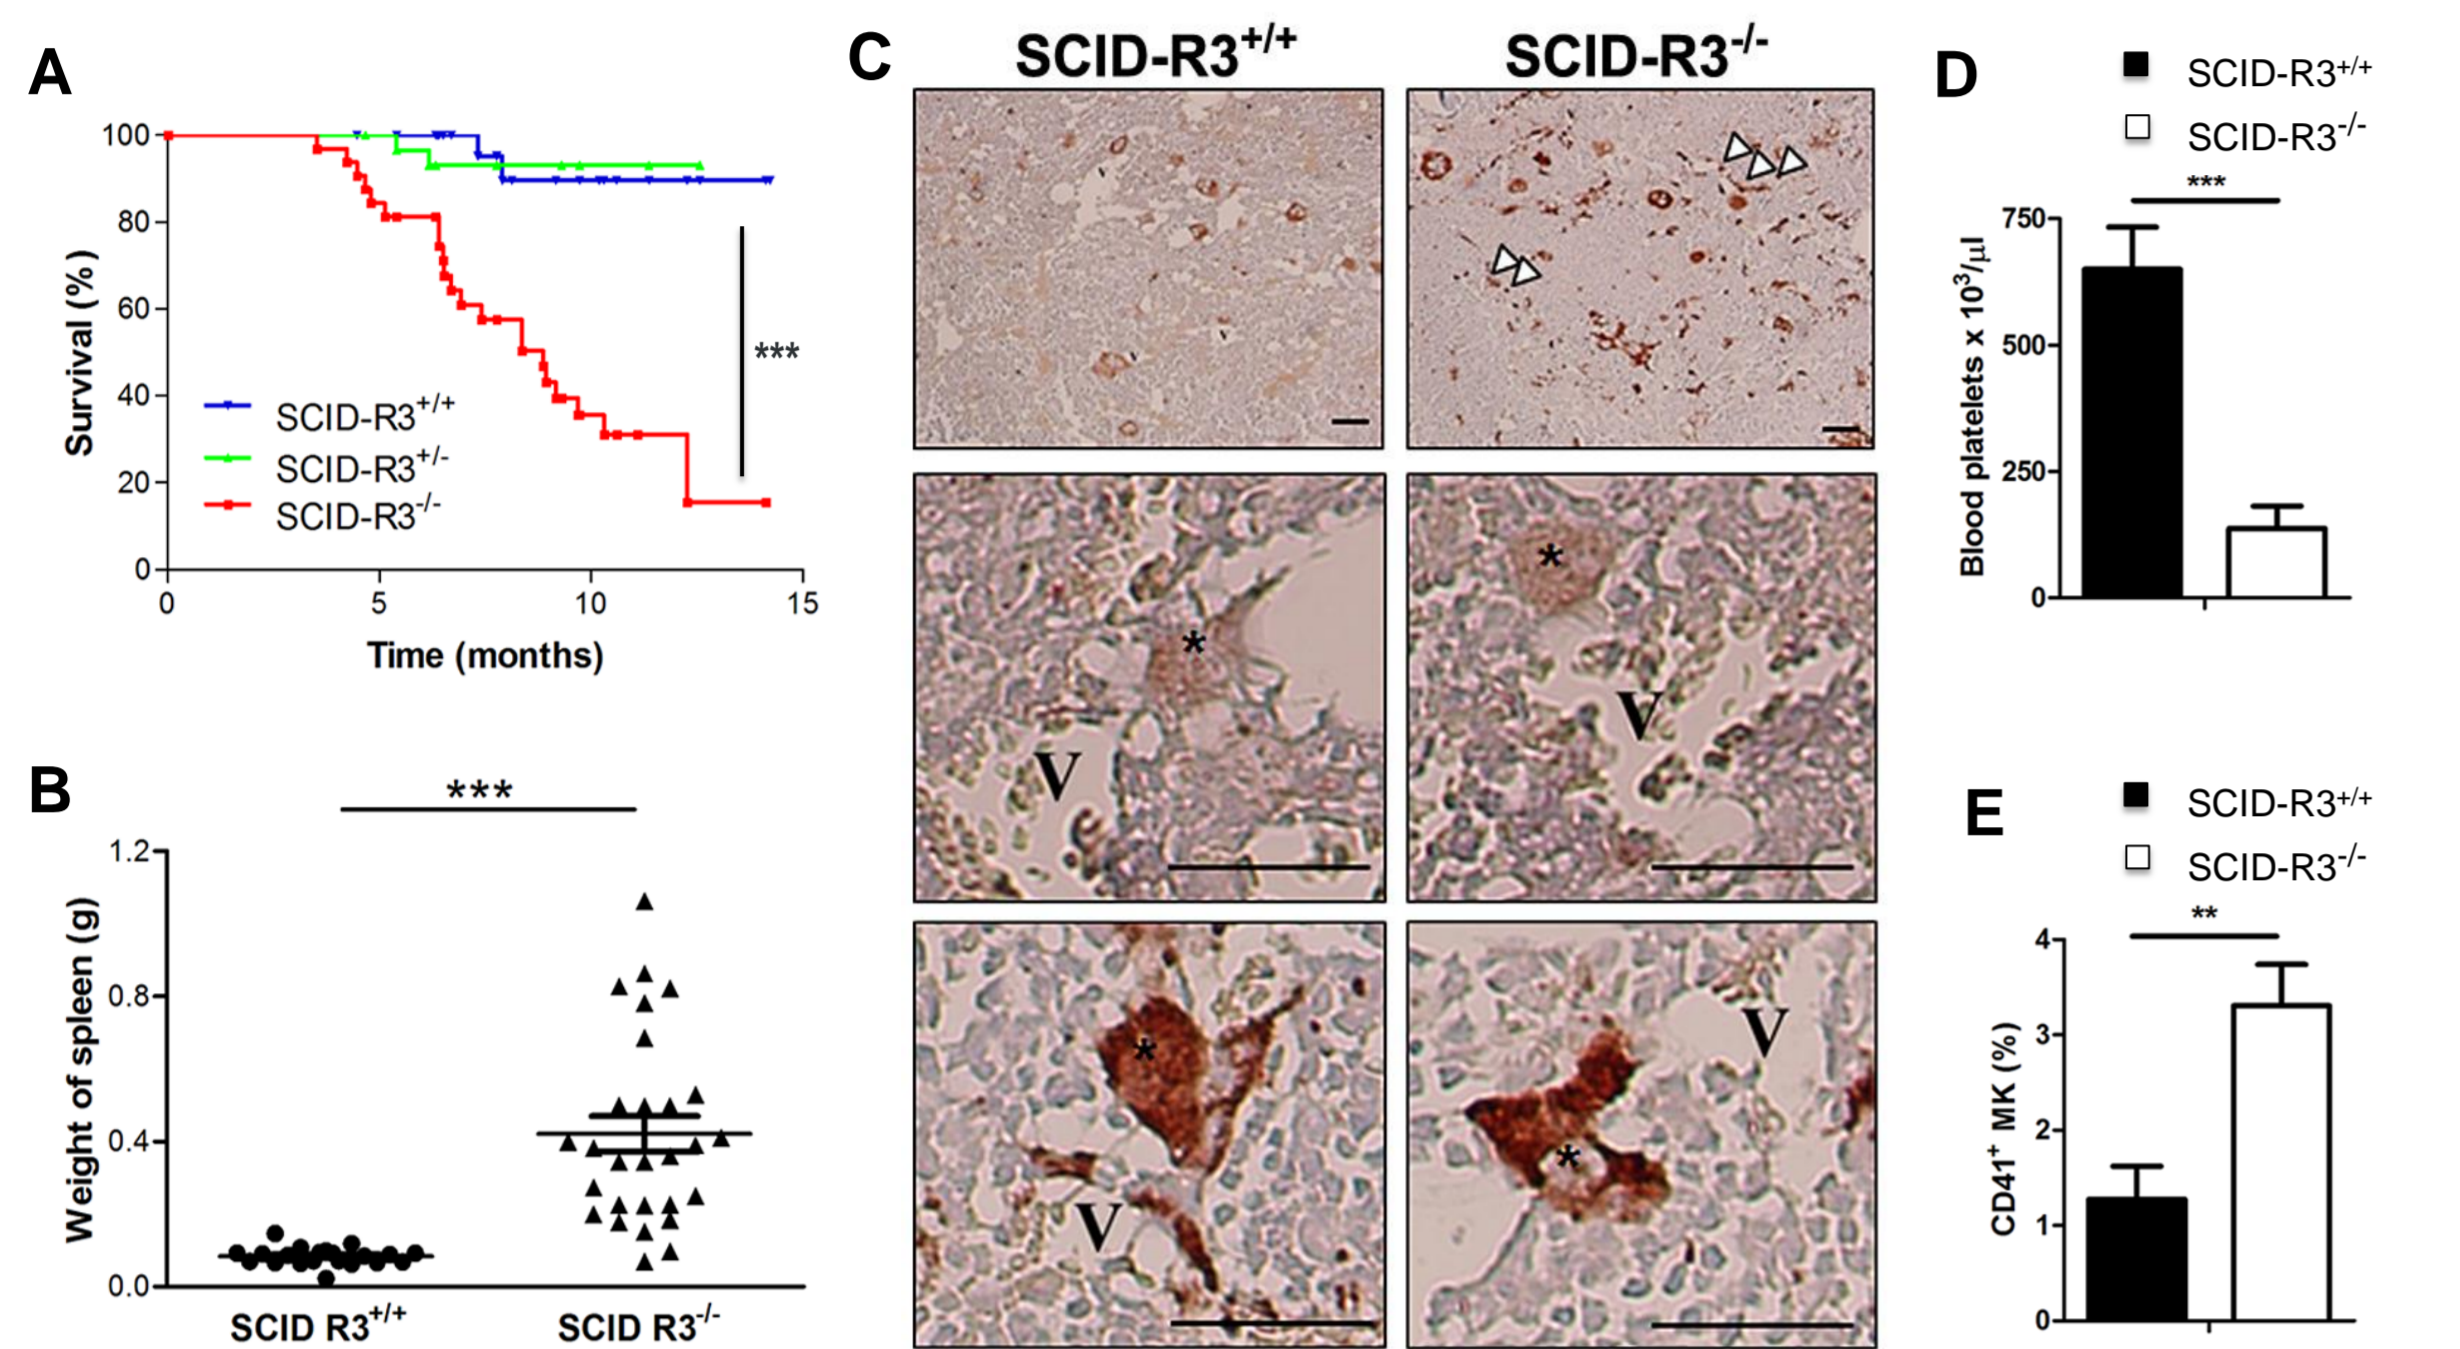 A
100
80
60
40
20
0
Survival (%)
SCID-R3+/+
SCID-R3+/-
SCID-R3-/-
***
0 5 10 15
Time (months)
B
***
1.2
0.8
0.4
0.0
Weight of spleen (g)
SCID R3+/+ SCID R3-/-
C
SCID-R3+/+ SCID-R3-/-
*
V
*
V
*
V
*
V
D
SCID-R3+/+
SCID-R3-/-
***
750
500
250
0
Blood platelets x 10³/µl
E
SCID-R3+/+
SCID-R3-/-
**
4
3
2
1
0
CD41+ MK (%)